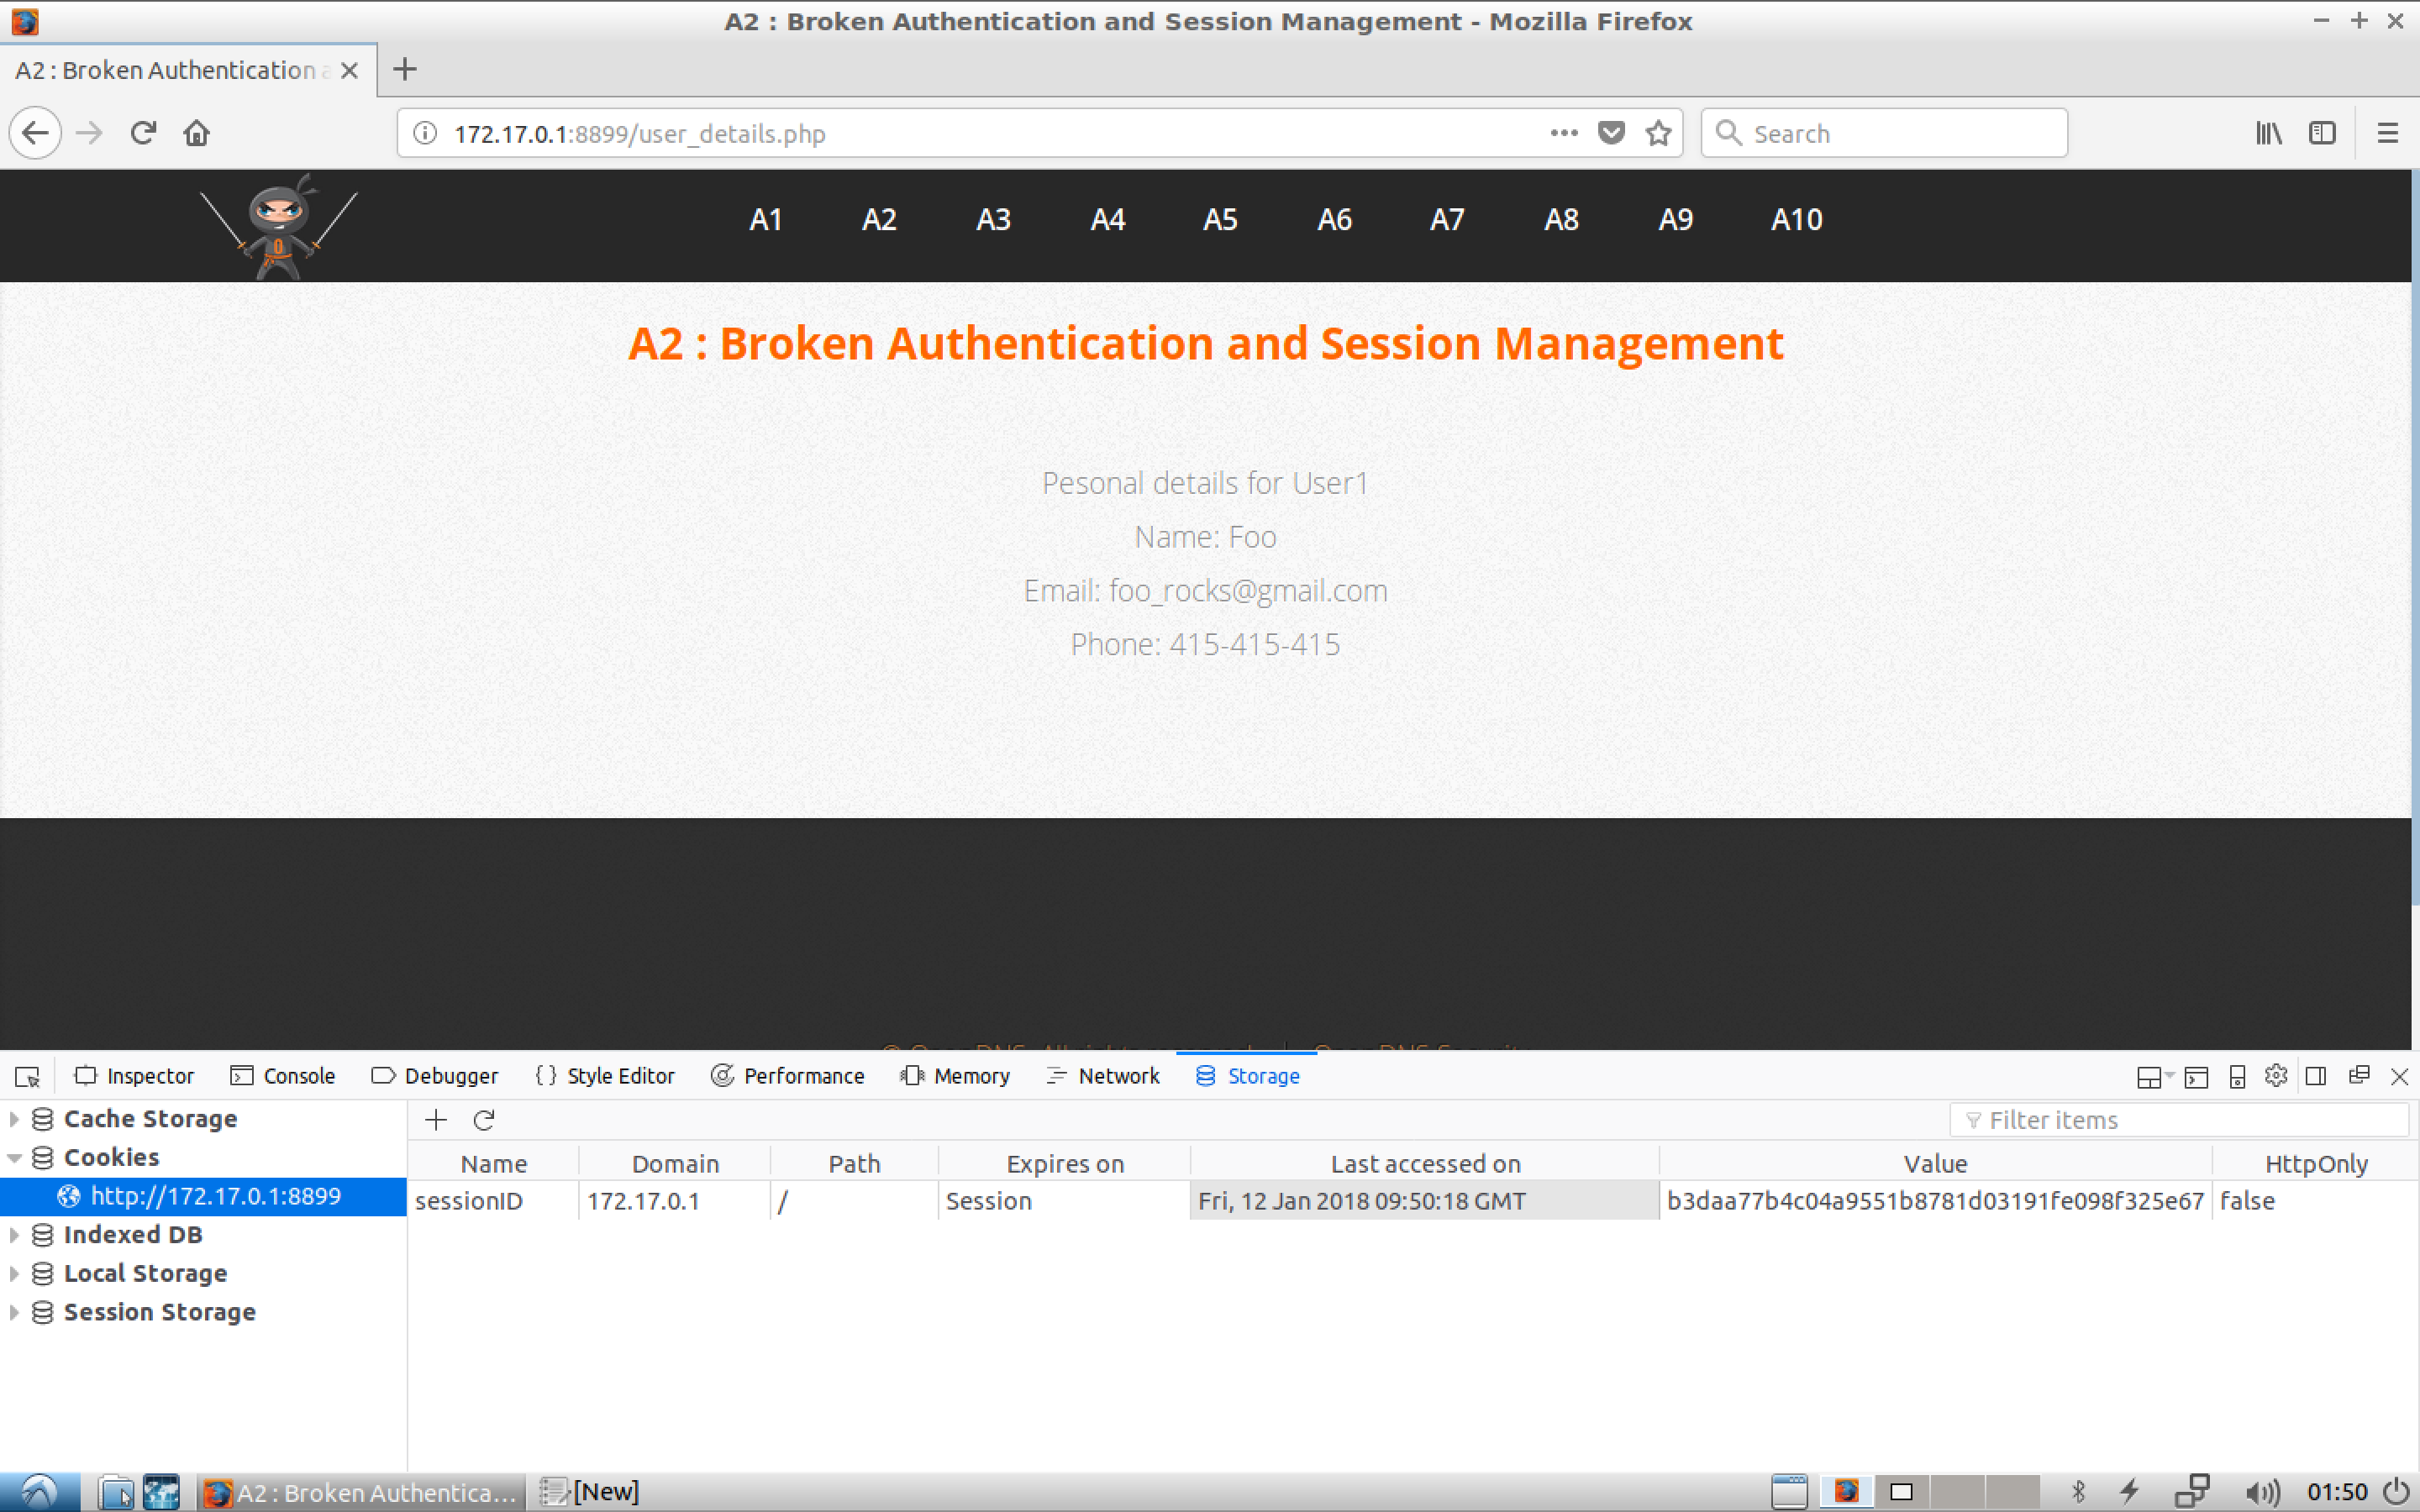 A2 : Broken Authentication and Session Management - Mozilla Firefox
A2 : Broken Authentication a
172.17.0.1:8899/user_details.php
Search
A1 A2 A3 A4 A5 A6 A7 A8 A9 A10
A2 : Broken Authentication and Session Management
Pesonal details for User1
Name: Foo
Email: foo_rocks@gmail.com
Phone: 415-415-415
Inspector Console Debugger Style Editor Performance Memory Network Storage
Cache Storage
Filter items
Cookies
Name Domain Path Expires on Last accessed on Value HttpOnly
http://172.17.0.1:8899
sessionID 172.17.0.1 / Session Fri, 12 Jan 2018 09:50:18 GMT b3daa77b4c04a9551b8781d03191fe098f325e67 false
Indexed DB
Local Storage
Session Storage
A2 : Broken Authentica... [New] 01:50